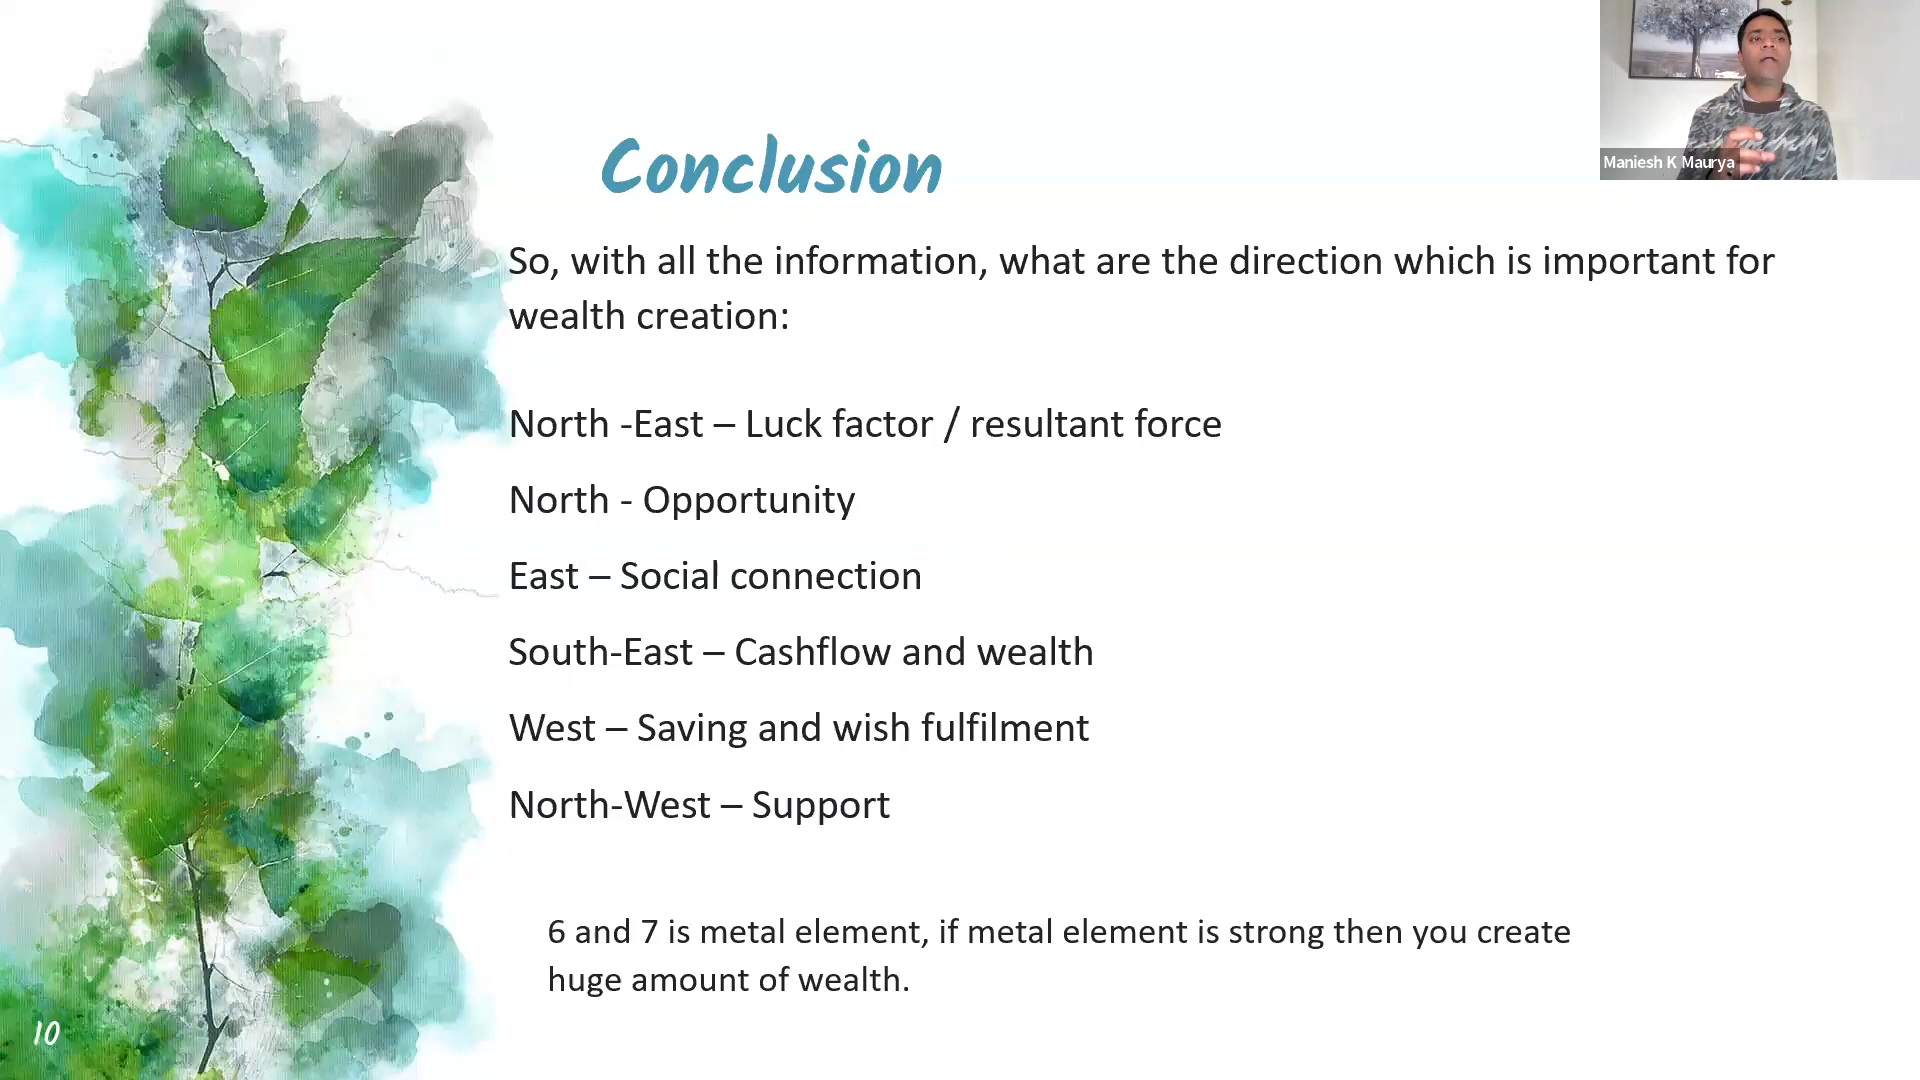 Conclusion
Maniesh K Maurya
So, with all the information, what are the direction which is important for
wealth creation:
North -East – Luck factor / resultant force
North - Opportunity
East – Social connection
South-East – Cashflow and wealth
West – Saving and wish fulfilment
North-West – Support
6 and 7 is metal element, if metal element is strong then you create
huge amount of wealth.
10